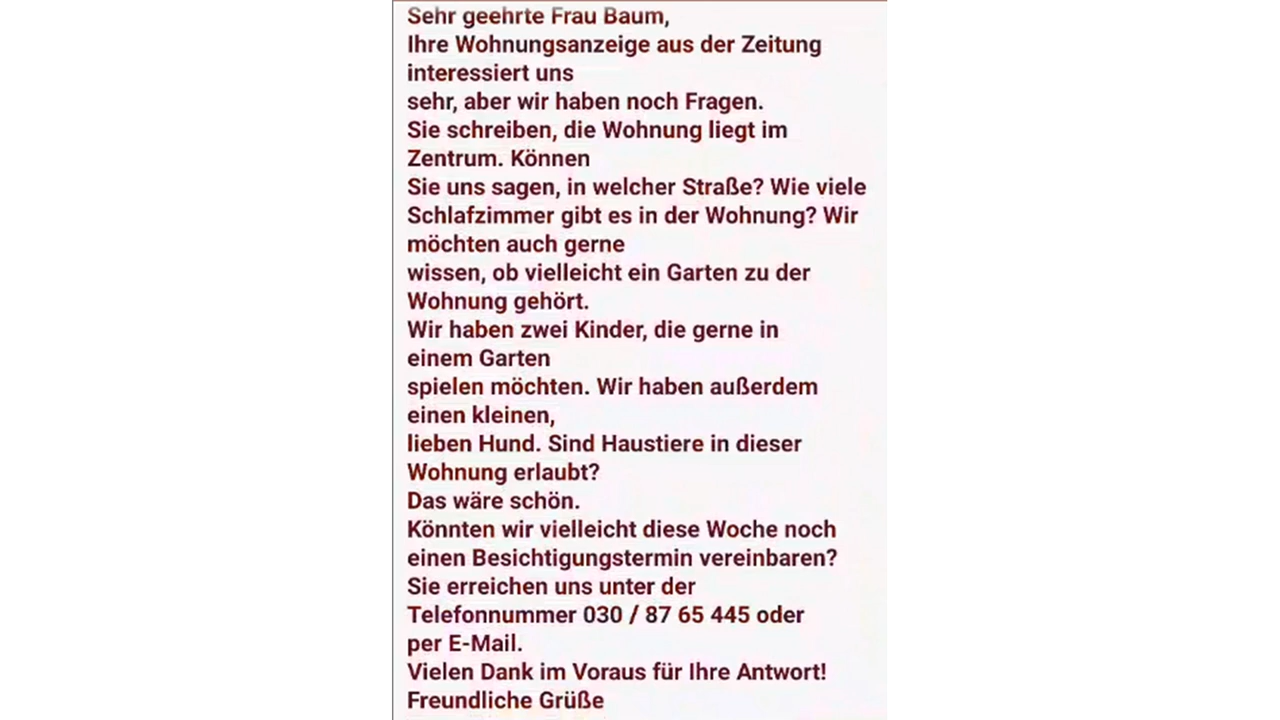 Sehr geehrte Frau Baum,
Ihre Wohnungsanzeige aus der Zeitung
interessiert uns
sehr, aber wir haben noch Fragen.
Sie schreiben, die Wohnung liegt im
Zentrum. Können
Sie uns sagen, in welcher Straße? Wie viele
Schlafzimmer gibt es in der Wohnung? Wir
möchten auch gerne
wissen, ob vielleicht ein Garten zu der
Wohnung gehört.
Wir haben zwei Kinder, die gerne in
einem Garten
spielen möchten. Wir haben außerdem
einen kleinen,
lieben Hund. Sind Haustiere in dieser
Wohnung erlaubt?
Das wäre schön.
Könnten wir vielleicht diese Woche noch
einen Besichtigungstermin vereinbaren?
Sie erreichen uns unter der
Telefonnummer 030 / 87 65 445 oder
per E-Mail.
Vielen Dank im Voraus für Ihre Antwort!
Freundliche Grüße